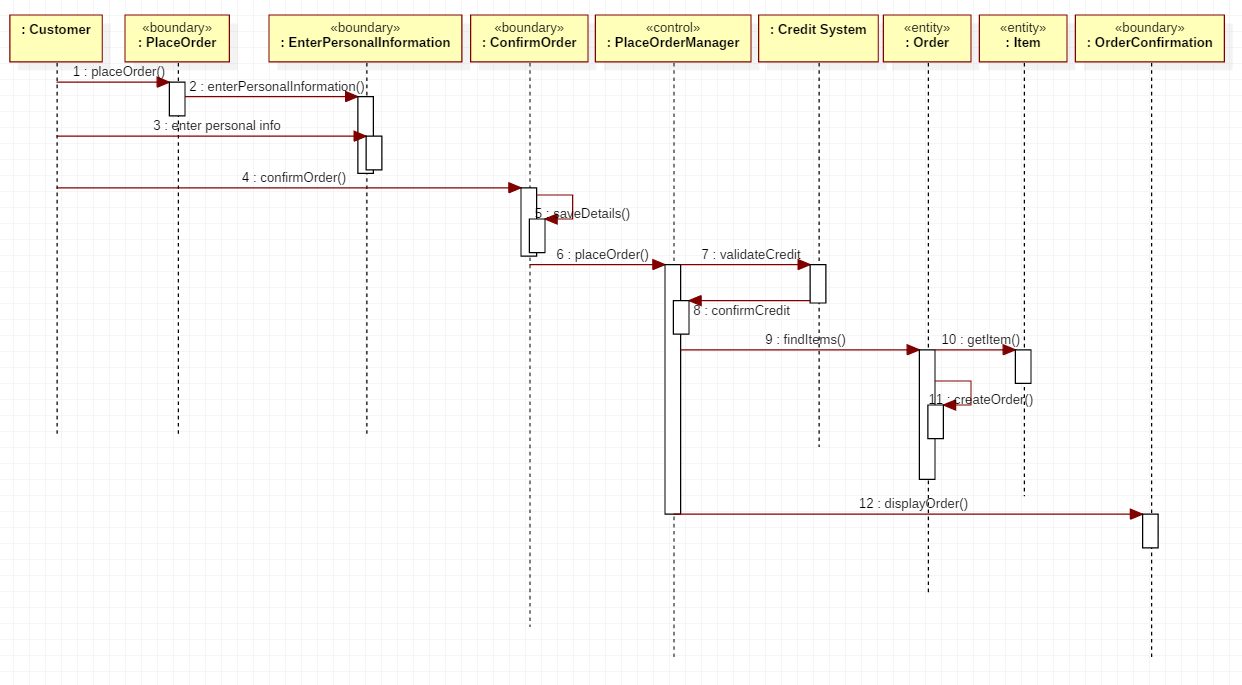 : Customer
«boundary»
: PlaceOrder
«boundary»
: EnterPersonalInformation
«boundary»
: ConfirmOrder
«control»
: PlaceOrderManager
: Credit System
«entity»
: Order
«entity»
: Item
«boundary»
: OrderConfirmation
1 : placeOrder()
2 : enterPersonalInformation()
3 : enter personal info
4 : confirmOrder()
5 : saveDetails()
6 : placeOrder()
7 : validateCredit
8 : confirmCredit
9 : findItems()
10 : getItem()
11 : createOrder()
12 : displayOrder()